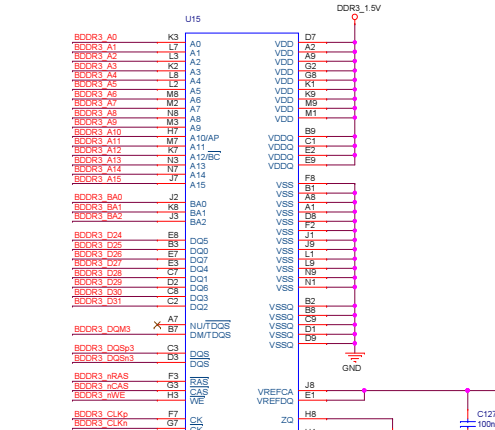 DDR3_1.5V
U15
BDDR3_A0 K3 A0 VDD D7
BDDR3_A1 L7 A1 VDD A2
BDDR3_A2 L3 A2 VDD A9
BDDR3_A3 K2 A3 VDD G2
BDDR3_A4 L8 A4 VDD G8
BDDR3_A5 L2 A5 VDD K1
BDDR3_A6 M8 A6 VDD K9
BDDR3_A7 M2 A7 VDD M9
BDDR3_A8 N8 A8 VDD M1
BDDR3_A9 M3 A9
BDDR3_A10 H7 A10/AP VDDQ B9
BDDR3_A11 M7 A11 VDDQ C1
BDDR3_A12 K7 A12/BC VDDQ E2
BDDR3_A13 N3 A13 VDDQ E9
BDDR3_A14 N7 A14
BDDR3_A15 J7 A15 VSS F8
VSS B1
BDDR3_BA0 J2 BA0 VSS A8
BDDR3_BA1 K8 BA1 VSS A1
BDDR3_BA2 J3 BA2 VSS D8
VSS F2
BDDR3_D24 E8 DQ5 VSS J1
BDDR3_D25 B3 DQ0 VSS J9
BDDR3_D26 E7 DQ7 VSS L1
BDDR3_D27 E3 DQ4 VSS L9
BDDR3_D28 C7 DQ1 VSS N9
BDDR3_D29 D2 DQ6 VSS N1
BDDR3_D30 C8 DQ3
BDDR3_D31 C2 DQ2 VSSQ B2
VSSQ B8
A7 NU/TDQS VSSQ C9
BDDR3_DQM3 B7 DM/TDQS VSSQ D1
VSSQ D9
BDDR3_DQSp3 C3 DQS
BDDR3_DQSn3 D3 DQS
GND
BDDR3_nRAS F3 RAS
BDDR3_nCAS G3 CAS VREFCA J8
BDDR3_nWE H3 WE VREFDQ E1
BDDR3_CLKp F7 CK ZQ H8
C127
BDDR3_CLKn G7 CK
100n